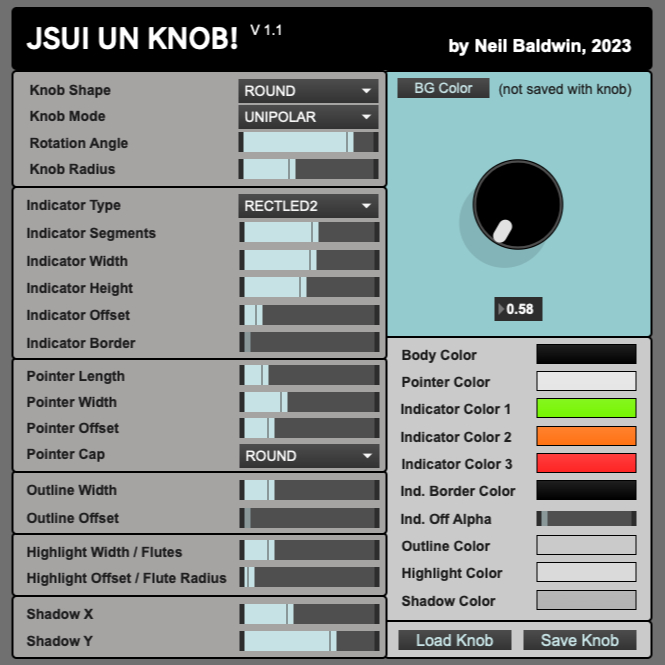 JSUI UN KNOB! V 1.1
by Neil Baldwin, 2023
Knob Shape ROUND
Knob Mode UNIPOLAR
Rotation Angle
Knob Radius
Indicator Type RECTLED2
Indicator Segments
Indicator Width
Indicator Height
Indicator Offset
Indicator Border
Pointer Length
Pointer Width
Pointer Offset
Pointer Cap ROUND
Outline Width
Outline Offset
Highlight Width / Flutes
Highlight Offset / Flute Radius
Shadow X
Shadow Y
BG Color (not saved with knob)
0.58
Body Color
Pointer Color
Indicator Color 1
Indicator Color 2
Indicator Color 3
Ind. Border Color
Ind. Off Alpha
Outline Color
Highlight Color
Shadow Color
Load Knob Save Knob